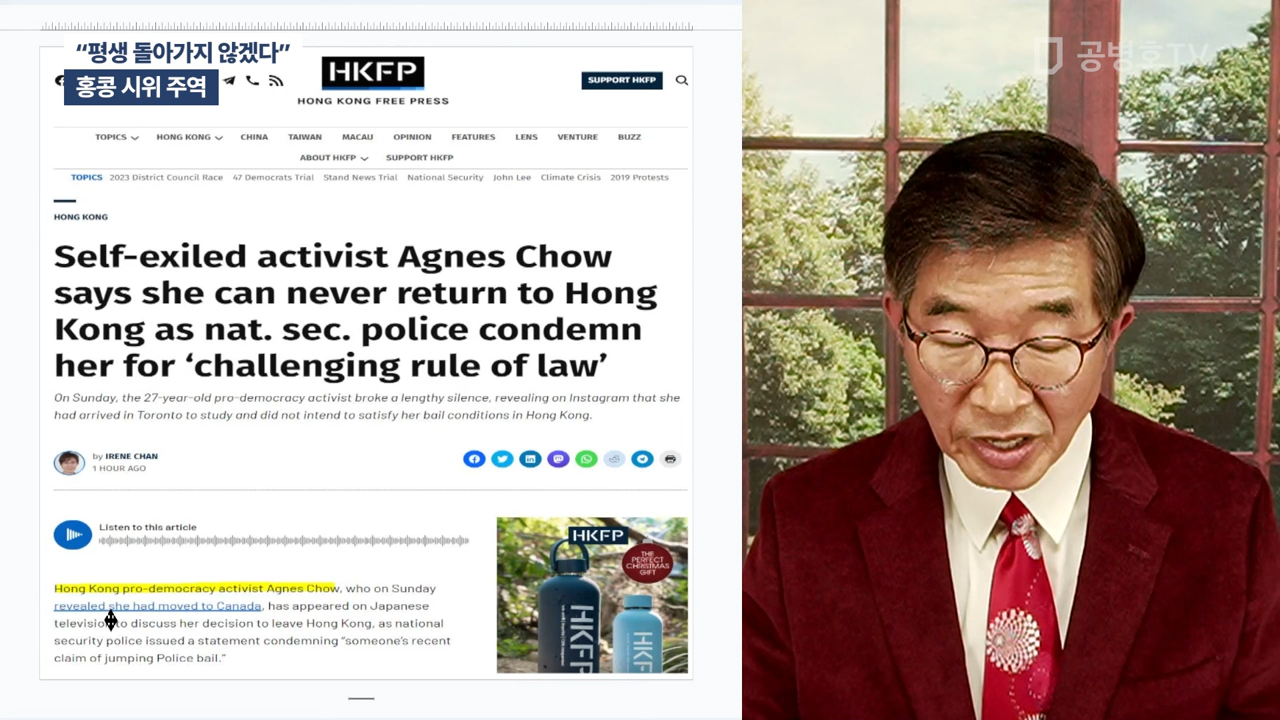 “평생 돌아가지 않겠다”
홍콩 시위 주역
HKFP
HONG KONG FREE PRESS
SUPPORT HKFP
TOPICS HONG KONG CHINA TAIWAN MACAU OPINION FEATURES LENS VENTURE BUZZ
ABOUT HKFP SUPPORT HKFP
TOPICS 2023 District Council Race 47 Democrats Trial Stand News Trial National Security John Lee Climate Crisis 2019 Protests
HONG KONG
Self-exiled activist Agnes Chow
says she can never return to Hong
Kong as nat. sec. police condemn
her for ‘challenging rule of law’
On Sunday, the 27-year-old pro-democracy activist broke a lengthy silence, revealing on Instagram that she
had arrived in Toronto to study and did not intend to satisfy her bail conditions in Hong Kong.
by IRENE CHAN
1 HOUR AGO
Listen to this article
Hong Kong pro-democracy activist Agnes Chow, who on Sunday
revealed she had moved to Canada, has appeared on Japanese
television to discuss her decision to leave Hong Kong, as national
security police issued a statement condemning “someone’s recent
claim of jumping Police bail.”
HKFP
THE
PERFECT
CHRISTMAS
GIFT
HKFP
HKFP
공병호TV